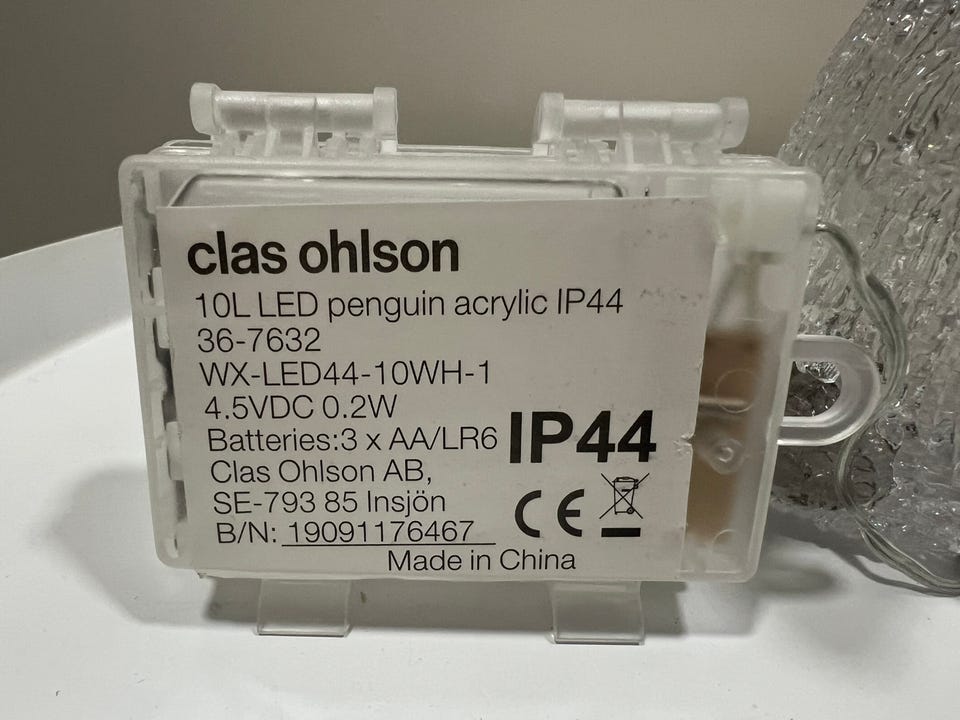 clas ohlson
10L LED penguin acrylic IP44
36-7632
WX-LED44-10WH-1
4.5VDC 0.2W
Batteries:3 x AA/LR6
IP44
Clas Ohlson AB,
SE-793 85 Insjön
CE
B/N: 19091176467
Made in China